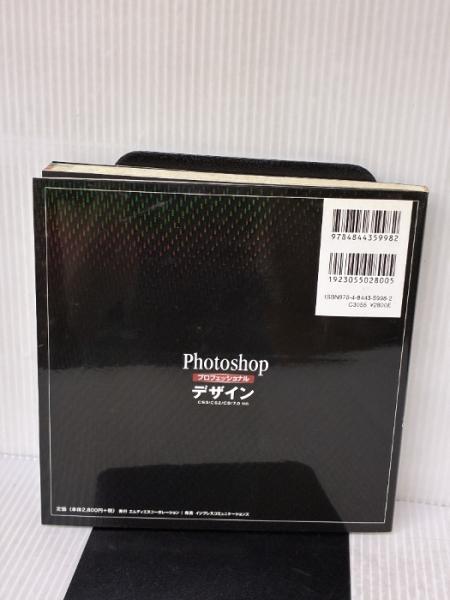 9784844359982
1923055028005
ISBN978-4-8443-5998-2
C3055 ¥2800E
Photoshop
プロフェッショナル
デザイン
CS3/CS2/CS/7.0 対応
定価（本体2,800円+税） 発行 エムディエヌコーポレーション | 発売 インプレスコミュニケーションズ